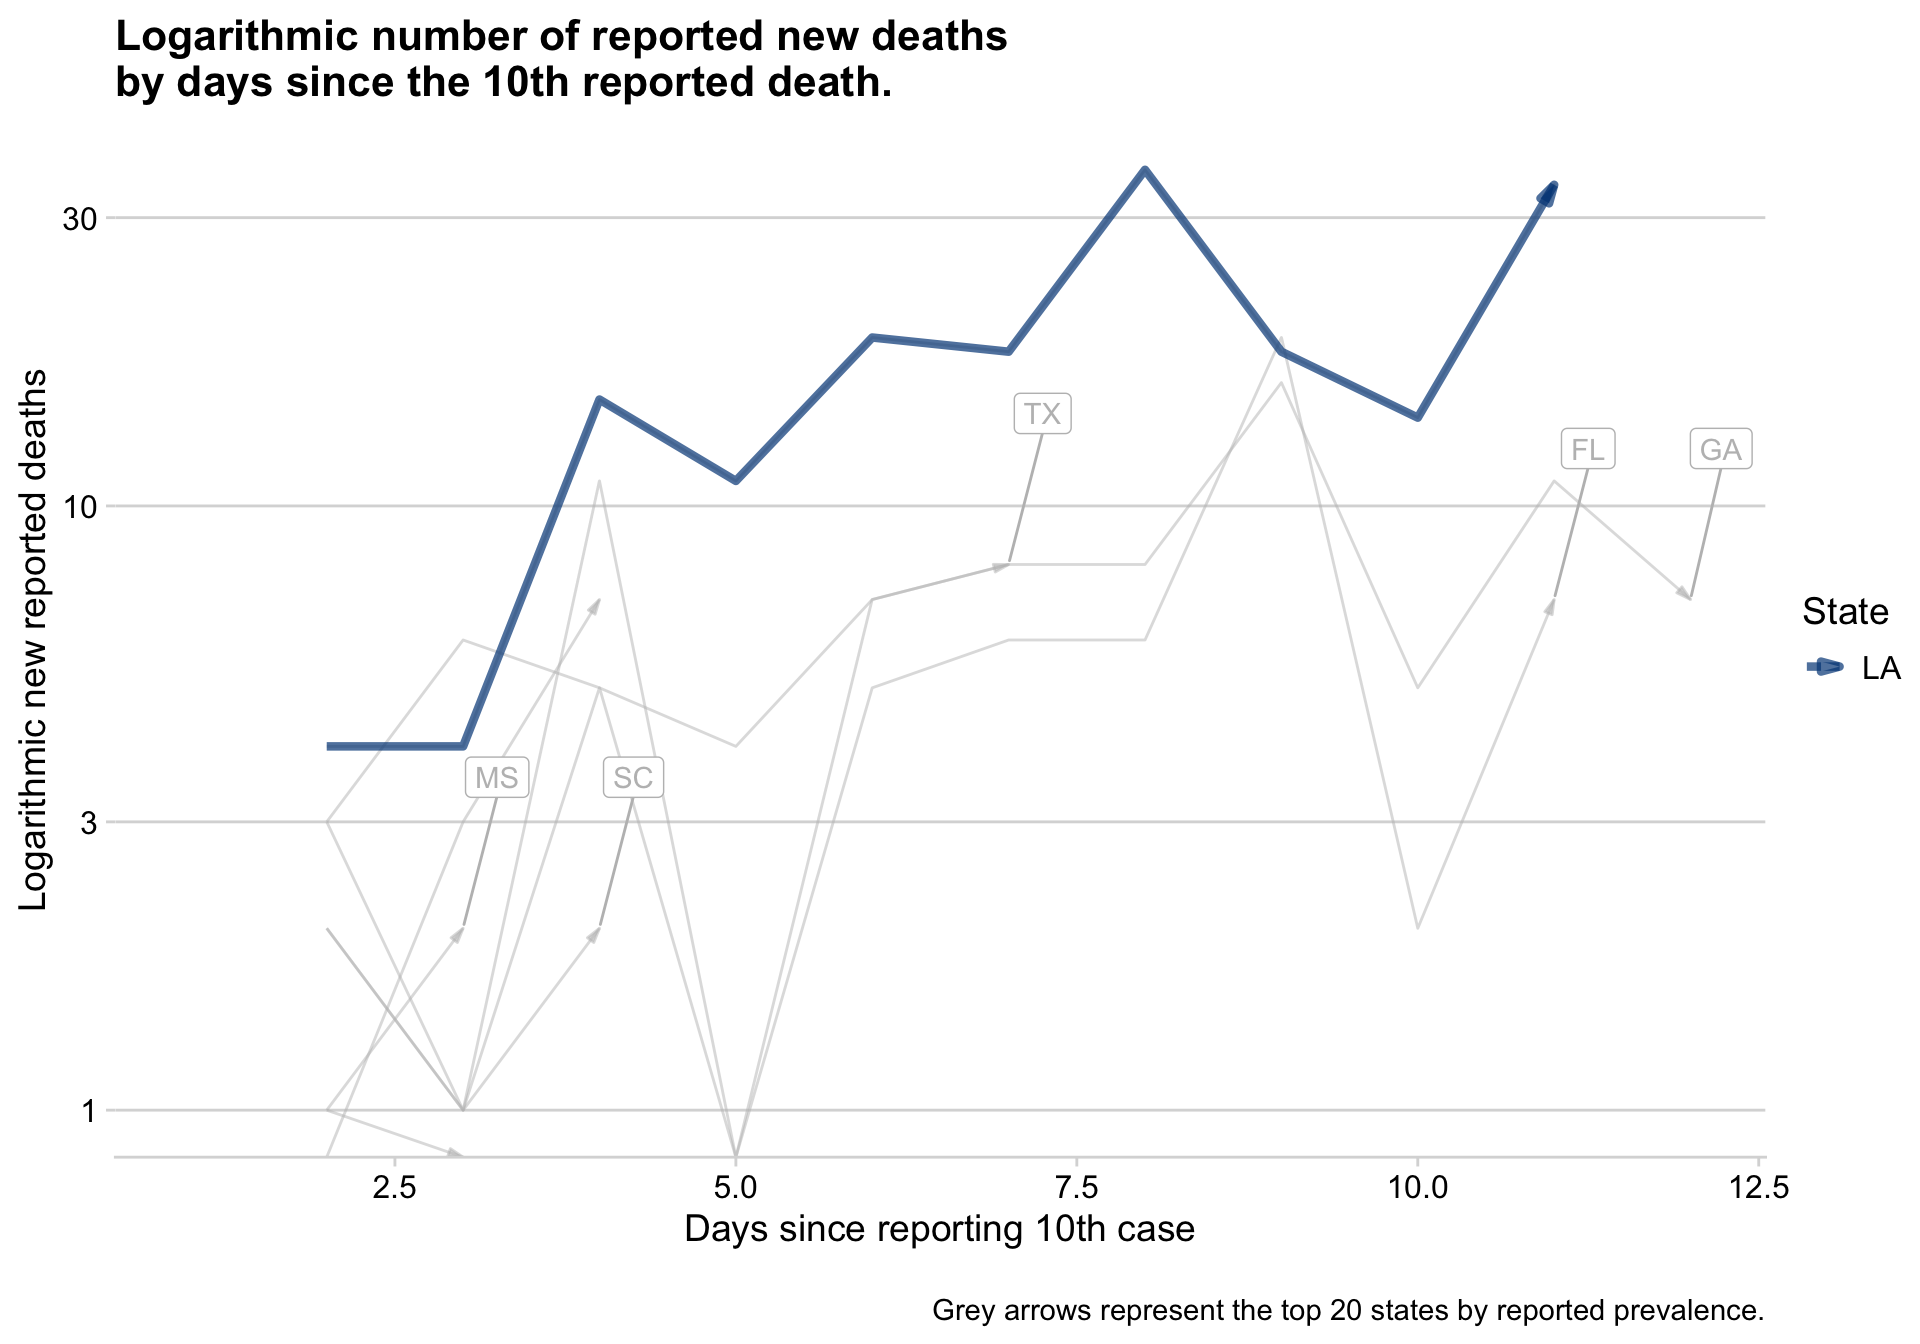 Logarithmic number of reported new deaths
by days since the 10th reported death.
Logarithmic new reported deaths
30
10
3
1
TX
FL
GA
MS
SC
State
LA
2.5
5.0
7.5
10.0
12.5
Days since reporting 10th case
Grey arrows represent the top 20 states by reported prevalence.